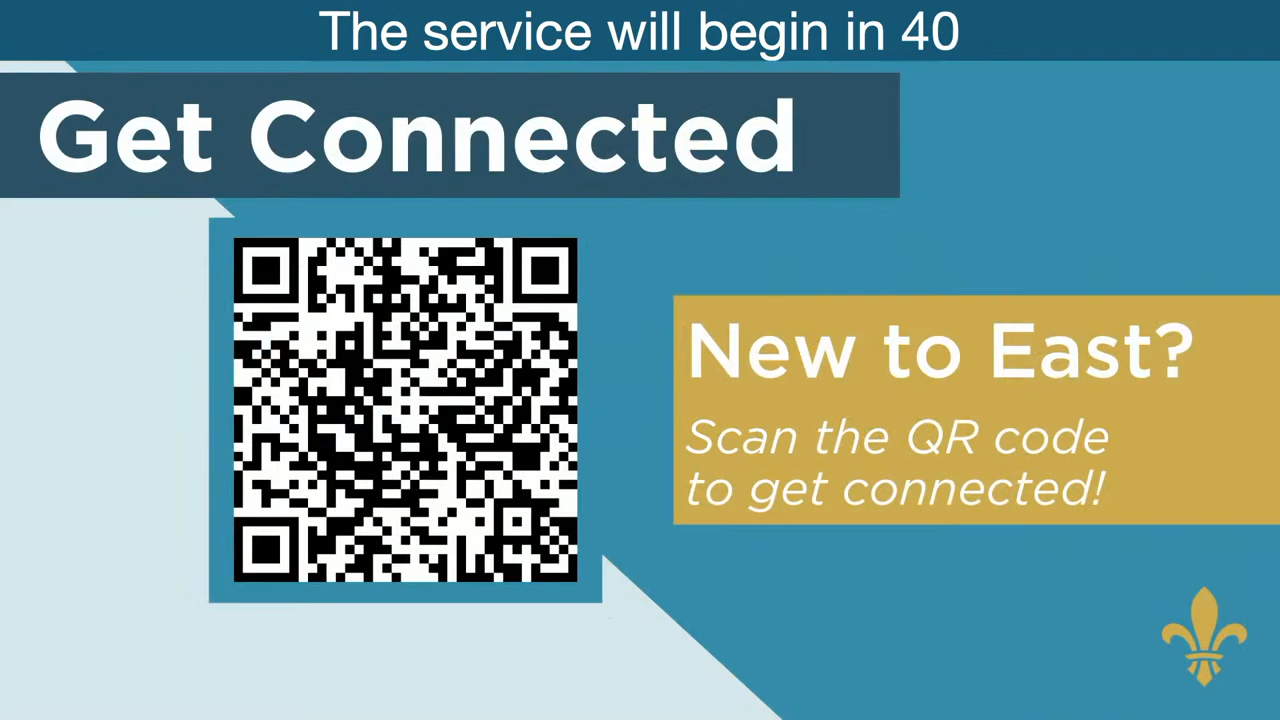 The service will begin in 40
Get Connected
New to East?
Scan the QR code
to get connected!